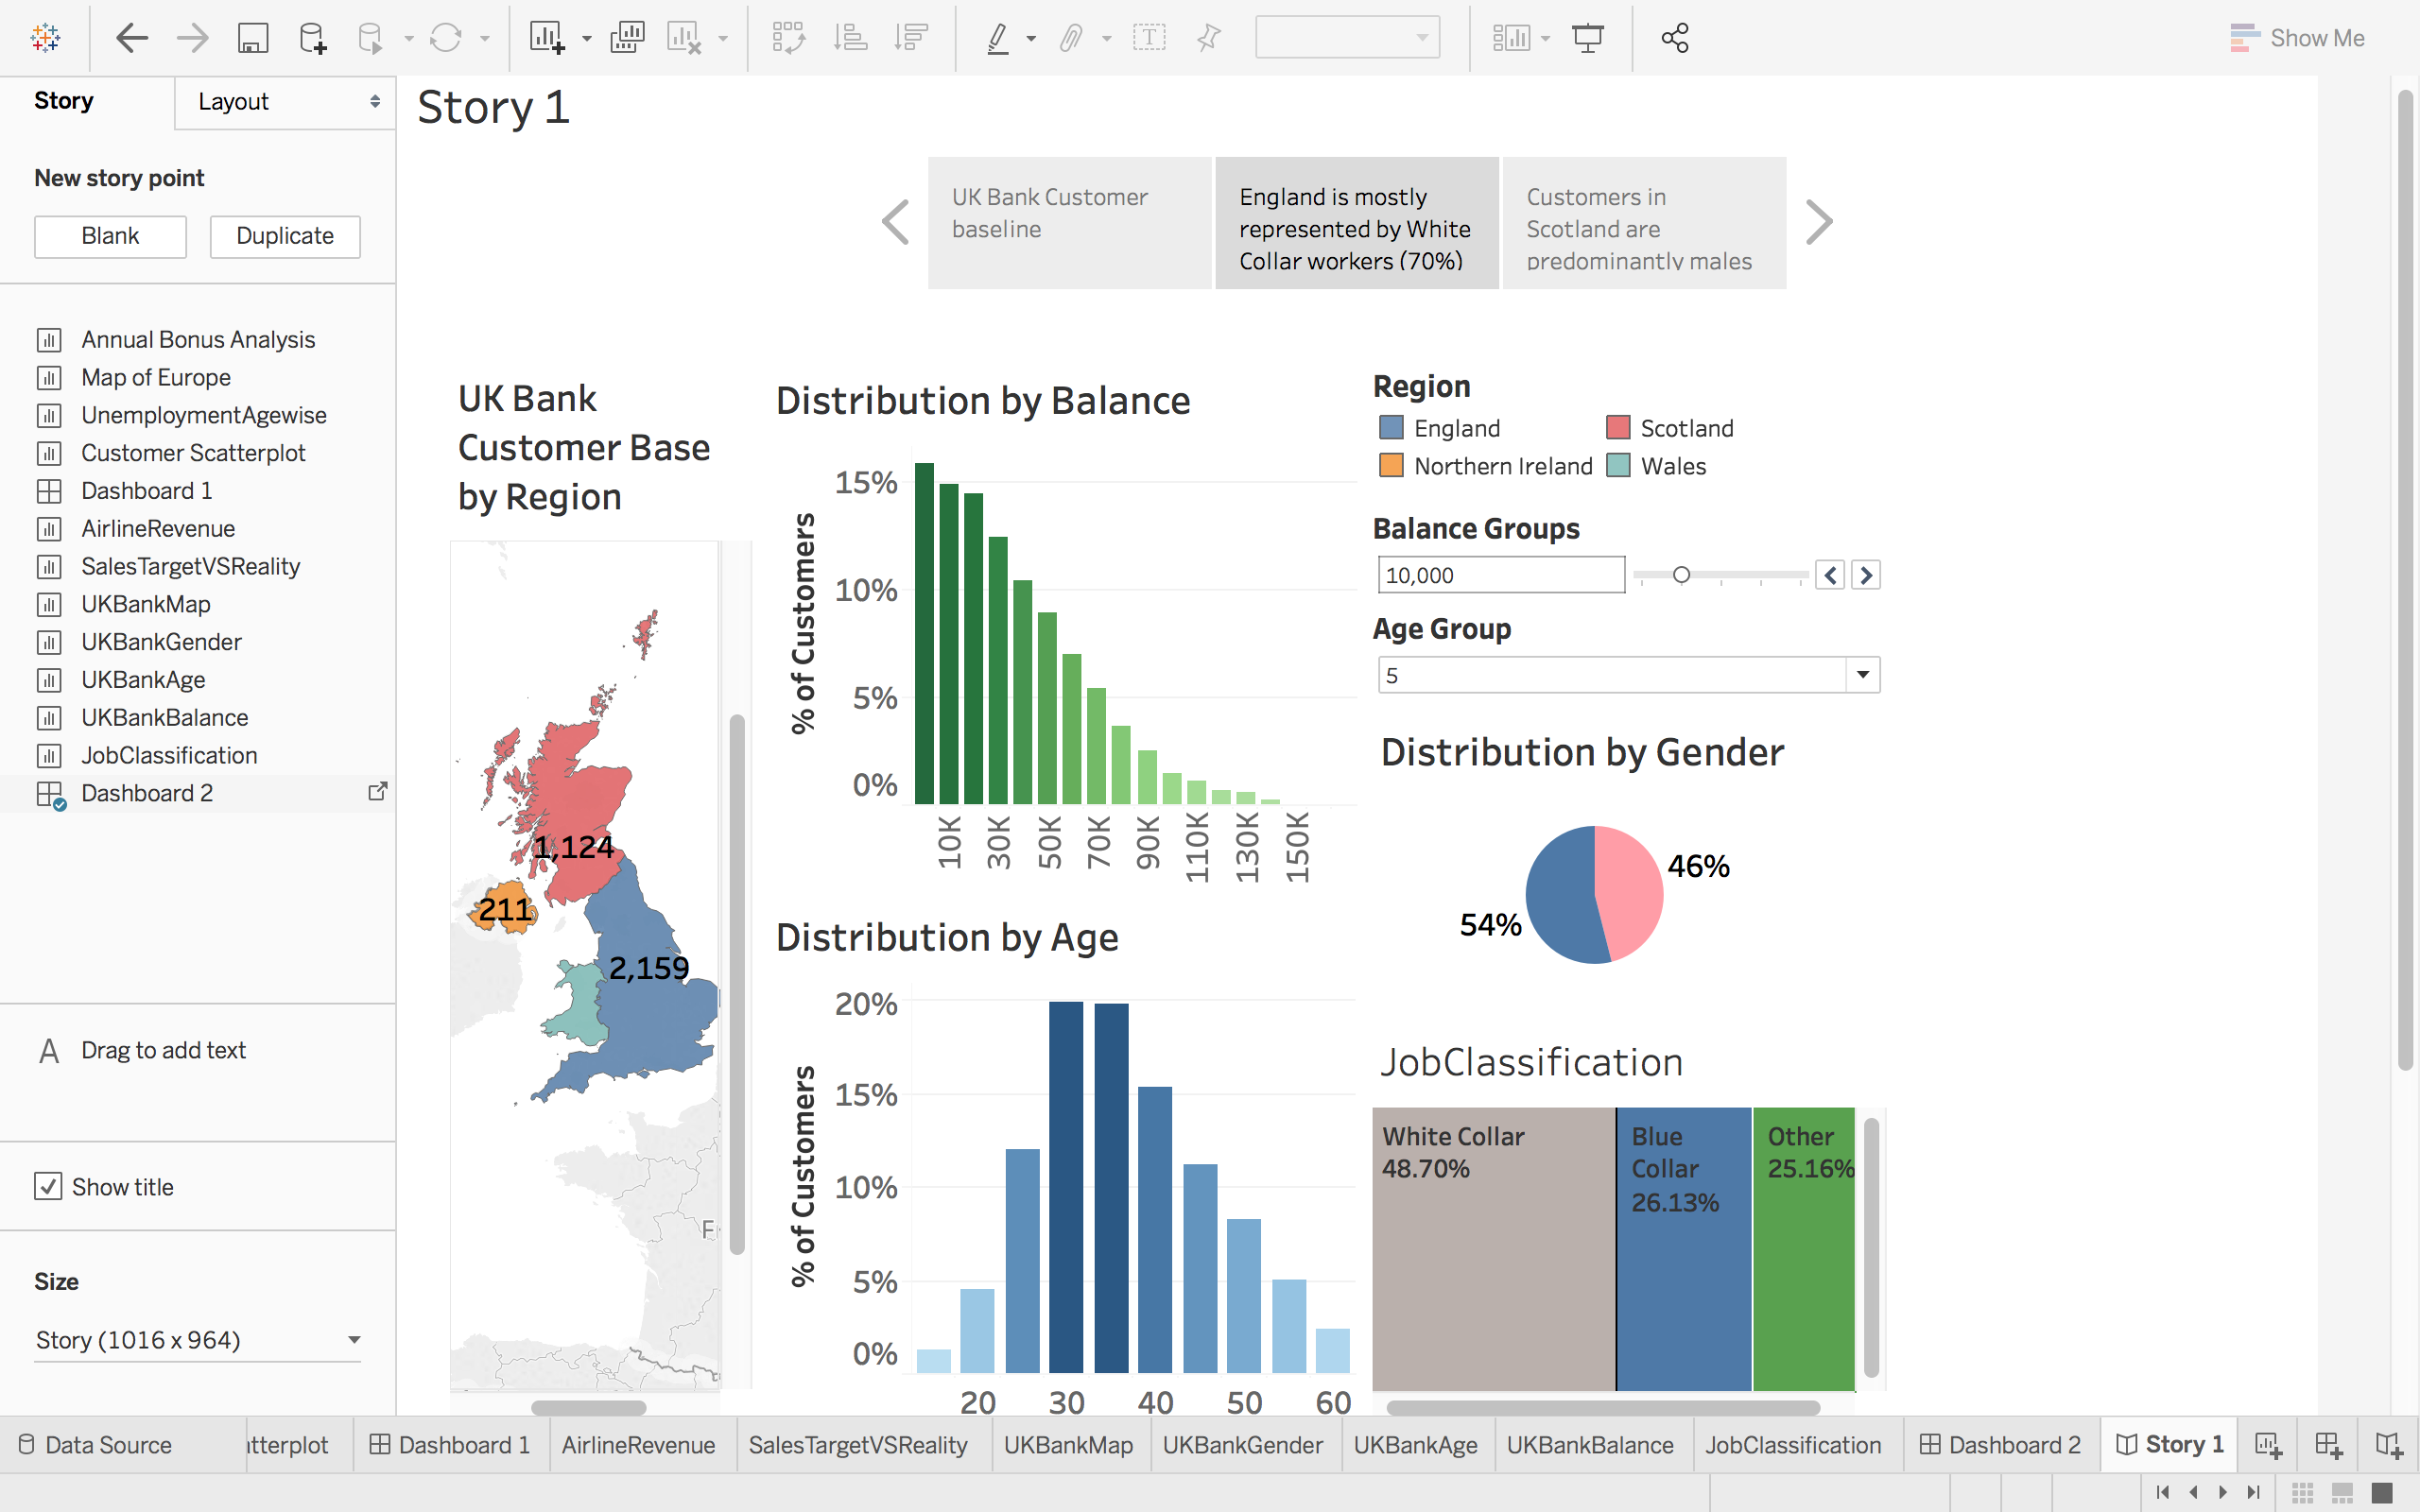 Show Me
Story
Layout
New story point
Blank
Duplicate
Annual Bonus Analysis
Map of Europe
UnemploymentAgewise
Customer Scatterplot
Dashboard 1
AirlineRevenue
SalesTargetVSReality
UKBankMap
UKBankGender
UKBankAge
UKBankBalance
JobClassification
Dashboard 2
A Drag to add text
Show title
Size
Story (1016 x 964)
Story 1
UK Bank Customer
baseline
England is mostly
represented by White
Collar workers (70%)
Customers in
Scotland are
predominantly males
UK Bank
Customer Base
by Region
1,124
211
2,159
Distribution by Balance
% of Customers
15%
10%
5%
0%
10K
30K
50K
70K
90K
110K
130K
150K
Distribution by Age
% of Customers
20%
15%
10%
5%
0%
20
30
40
50
60
Region
England
Scotland
Northern Ireland
Wales
Balance Groups
10,000
Age Group
5
Distribution by Gender
46%
54%
JobClassification
White Collar
48.70%
Blue
Collar
26.13%
Other
25.16%
Data Source
tterplot
Dashboard 1
AirlineRevenue
SalesTargetVSReality
UKBankMap
UKBankGender
UKBankAge
UKBankBalance
JobClassification
Dashboard 2
Story 1